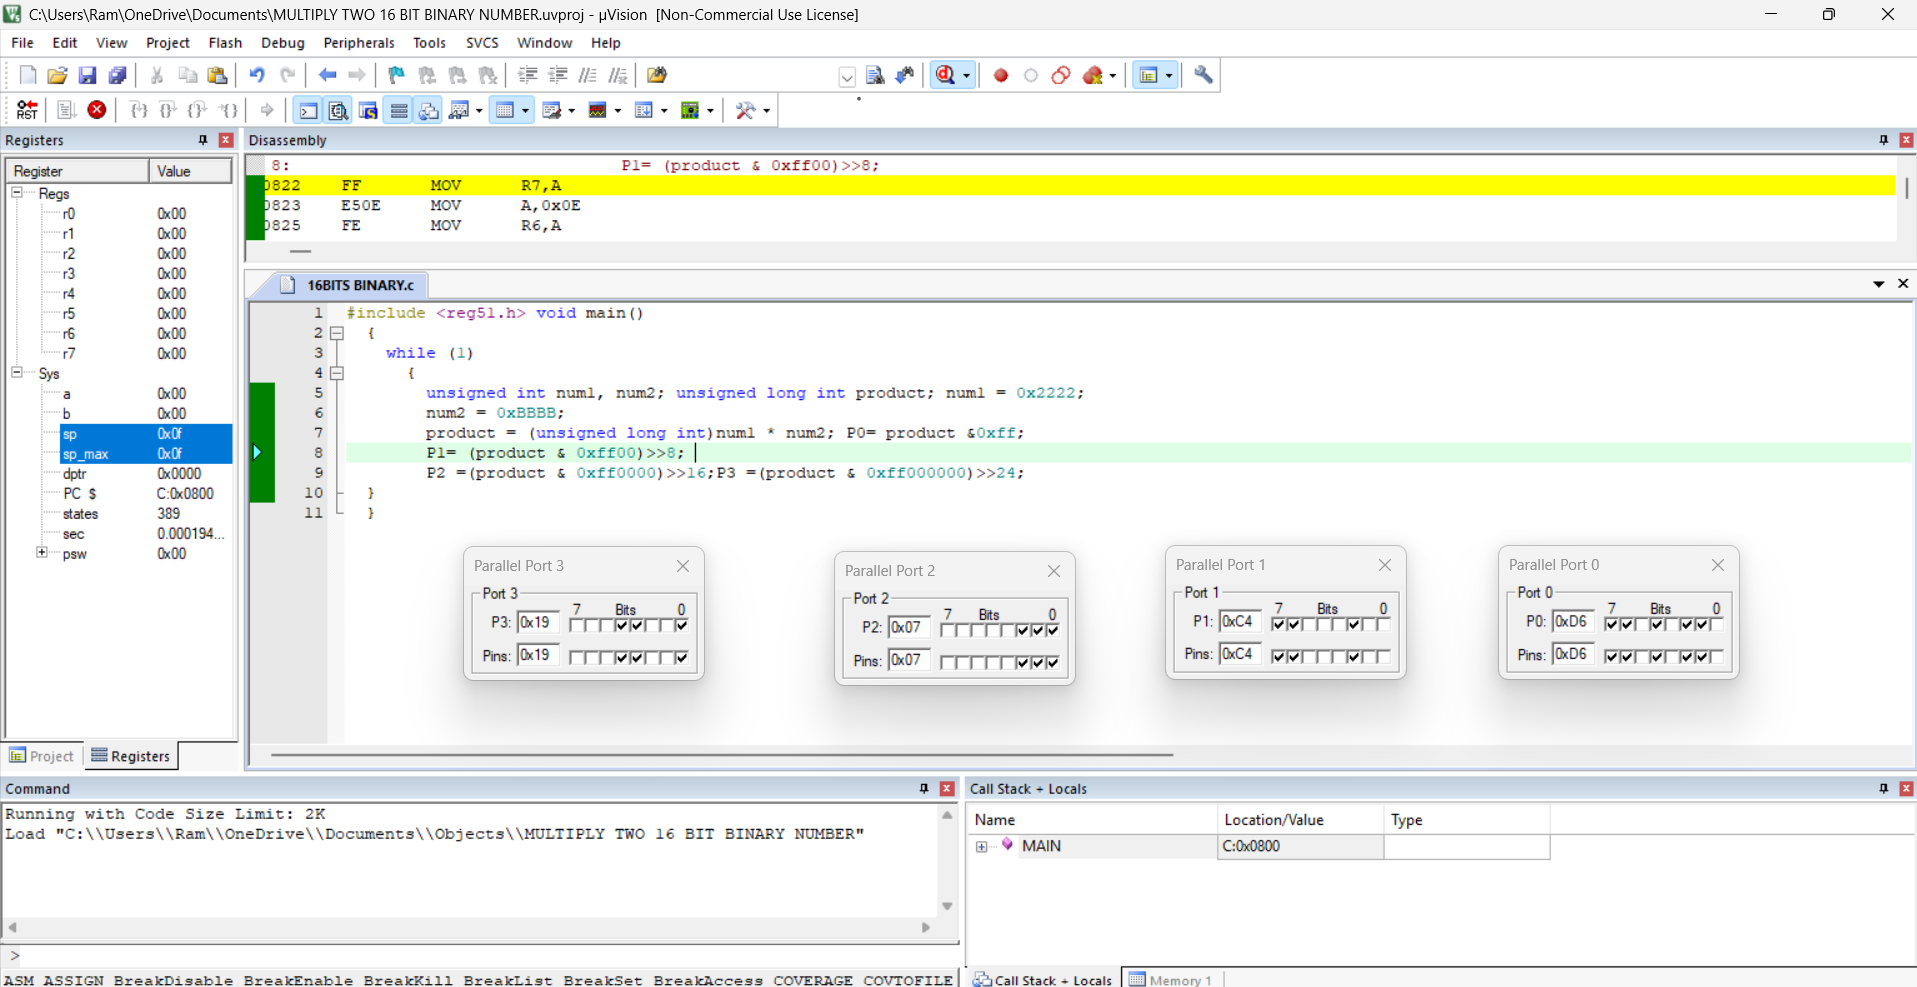 C:\Users\Ram\OneDrive\Documents\MULTIPLY TWO 16 BIT BINARY NUMBER.uvproj - µVision [Non-Commercial Use License]
File Edit View Project Flash Debug Peripherals Tools SVCS Window Help
RST
Registers
Register Value
Regs
r0 0x00
r1 0x00
r2 0x00
r3 0x00
r4 0x00
r5 0x00
r6 0x00
r7 0x00
Sys
a 0x00
b 0x00
sp 0x0f
sp_max 0x0f
dptr 0x0000
PC $ C:0x0800
states 389
sec 0.000194...
psw 0x00
Project Registers
Disassembly
8: P1= (product & 0xff00)>>8;
0822 FF MOV R7,A
0823 E50E MOV A,0x0E
0825 FE MOV R6,A
16BITS BINARY.c
1 #include <reg51.h> void main()
2 {
3 while (1)
4 {
5 unsigned int num1, num2; unsigned long int product; num1 = 0x2222;
6 num2 = 0xBBBB;
7 product = (unsigned long int)num1 * num2; P0= product &0xff;
8 P1= (product & 0xff00)>>8;
9 P2 =(product & 0xff0000)>>16;P3 =(product & 0xff000000)>>24;
10 }
11 }
Parallel Port 3
Port 3
7 Bits 0
P3: 0x19
Pins: 0x19
Parallel Port 2
Port 2
7 Bits 0
P2: 0x07
Pins: 0x07
Parallel Port 1
Port 1
7 Bits 0
P1: 0xC4
Pins: 0xC4
Parallel Port 0
Port 0
7 Bits 0
P0: 0xD6
Pins: 0xD6
Command
Running with Code Size Limit: 2K
Load "C:\\Users\\Ram\\OneDrive\\Documents\\Objects\\MULTIPLY TWO 16 BIT BINARY NUMBER"
>
ASM ASSIGN BreakDisable BreakEnable BreakKill BreakList BreakSet BreakAccess COVERAGE COVTOFILE
Call Stack + Locals
Name Location/Value Type
MAIN C:0x0800
Call Stack + Locals Memory 1